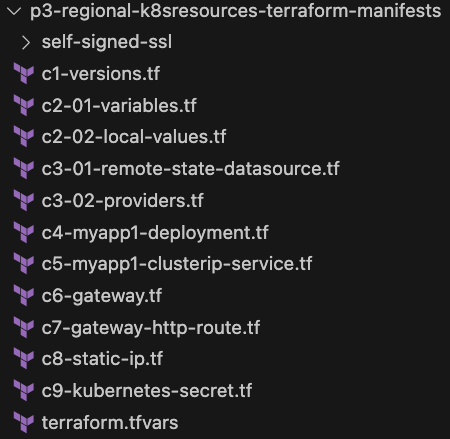 p3-regional-k8sresources-terraform-manifests
self-signed-ssl
c1-versions.tf
c2-01-variables.tf
c2-02-local-values.tf
c3-01-remote-state-datasource.tf
c3-02-providers.tf
c4-myapp1-deployment.tf
c5-myapp1-clusterip-service.tf
c6-gateway.tf
c7-gateway-http-route.tf
c8-static-ip.tf
c9-kubernetes-secret.tf
terraform.tfvars